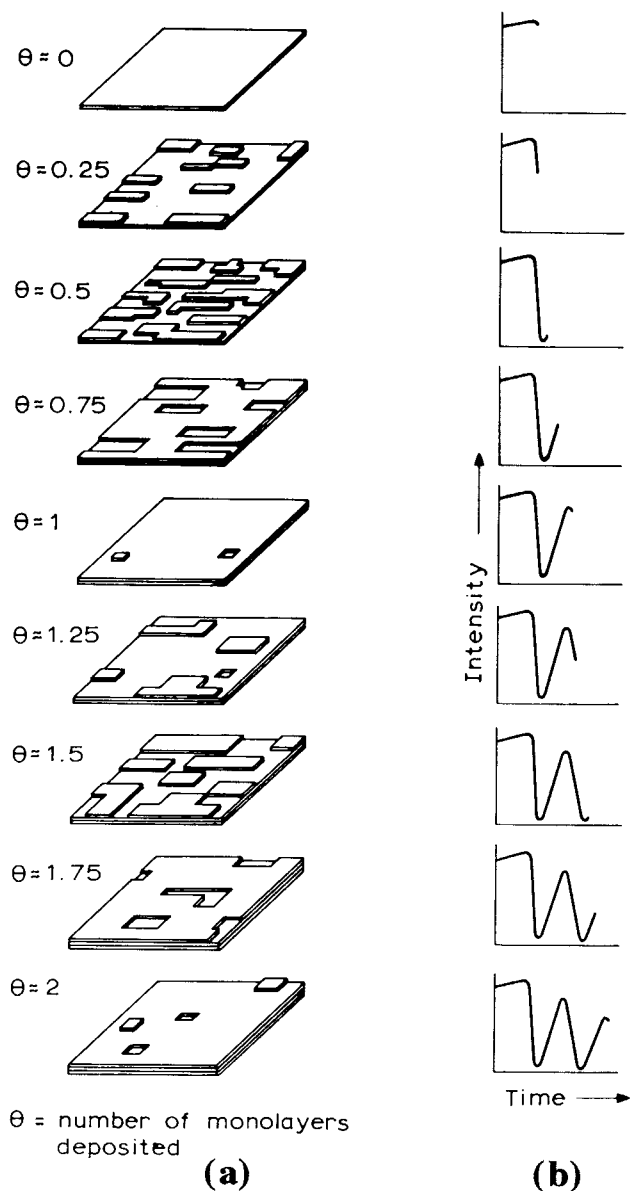 θ≈0
θ≈0.25
θ≈0.5
θ≈0.75
θ≈1
θ≈1.25
θ≈1.5
θ≈1.75
θ≈2
θ = number of monolayers
deposited
(a)
Intensity
Time
(b)